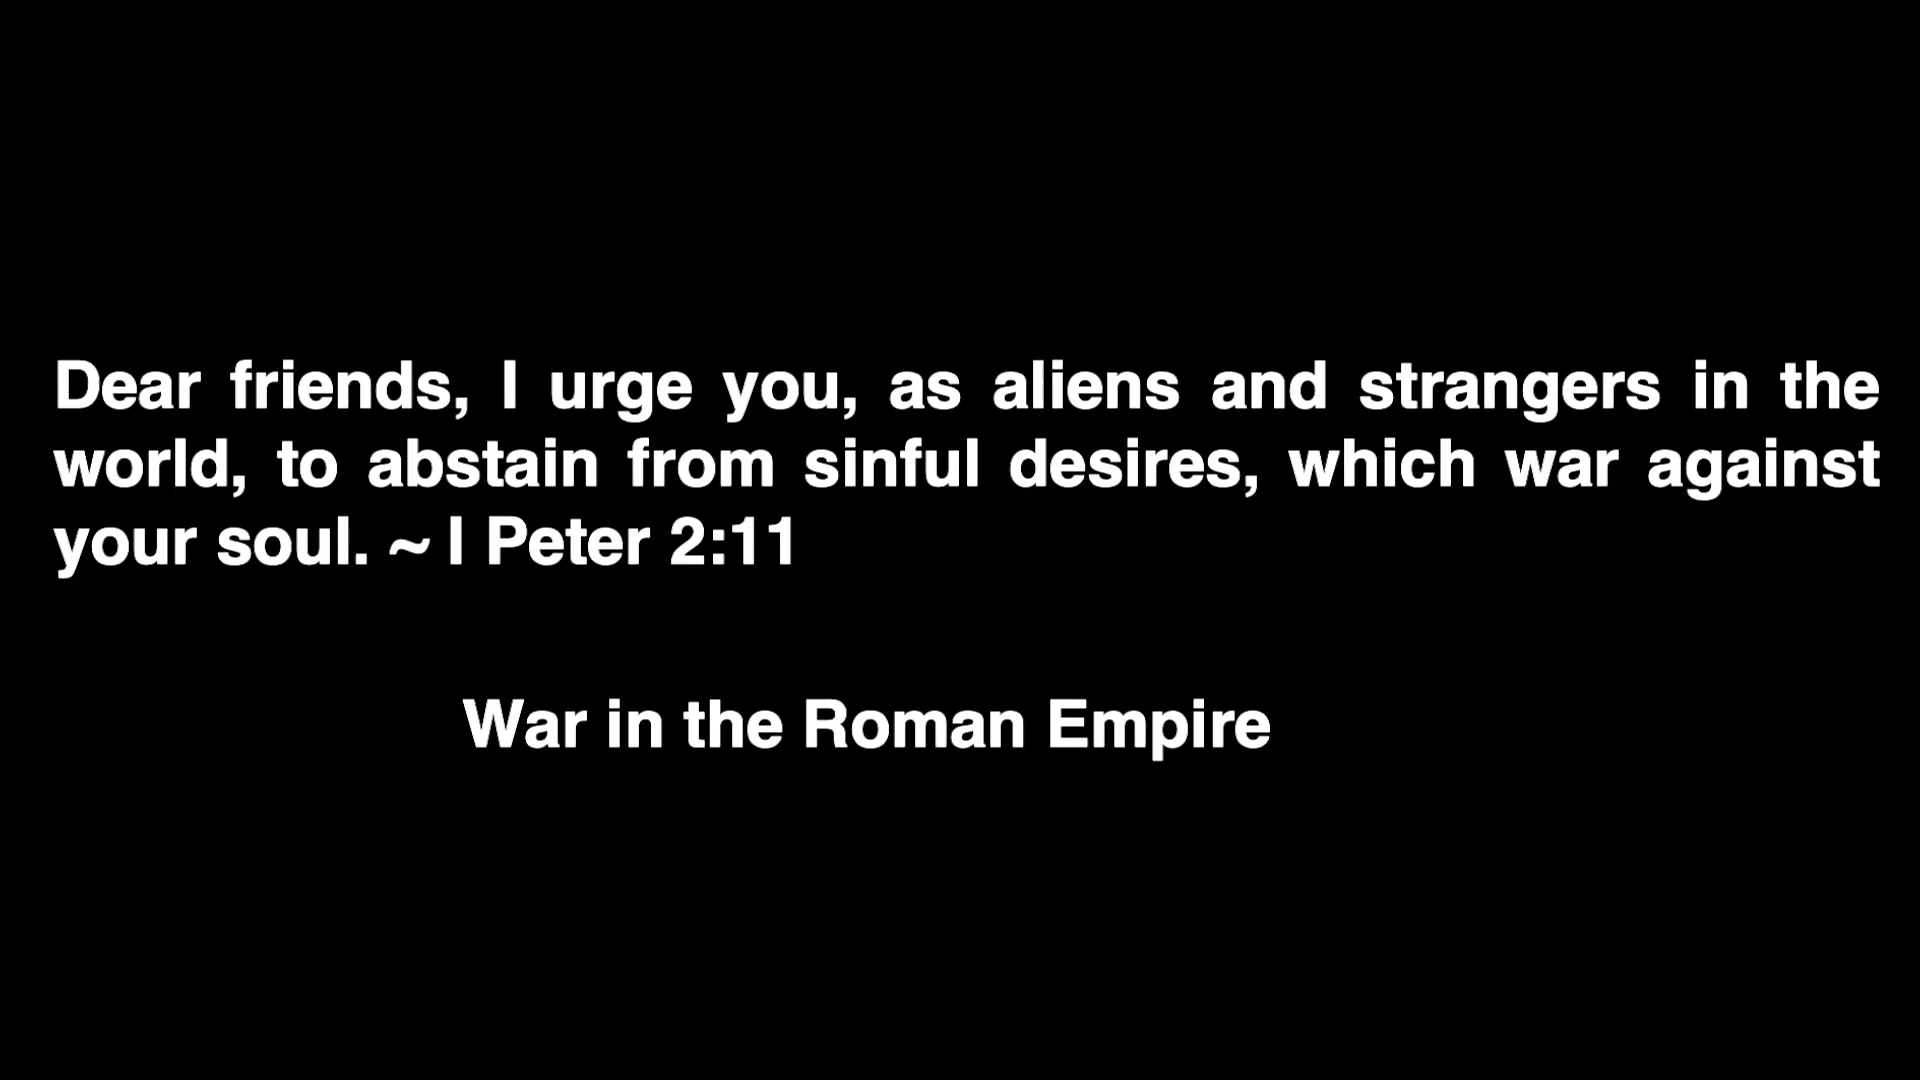 Dear friends, I urge you, as aliens and strangers in the
world, to abstain from sinful desires, which war against
your soul. ~ I Peter 2:11
War in the Roman Empire